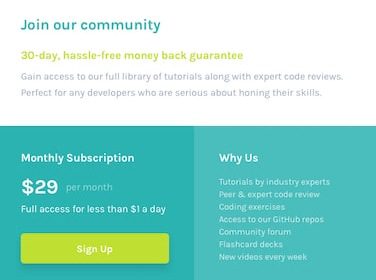 Join our community
30-day, hassle-free money back guarantee
Gain access to our full library of tutorials along with expert code reviews.
Perfect for any developers who are serious about honing their skills.
Monthly Subscription
$29 per month
Full access for less than $1 a day
Sign Up
Why Us
Tutorials by industry experts
Peer & expert code review
Coding exercises
Access to our GitHub repos
Community forum
Flashcard decks
New videos every week